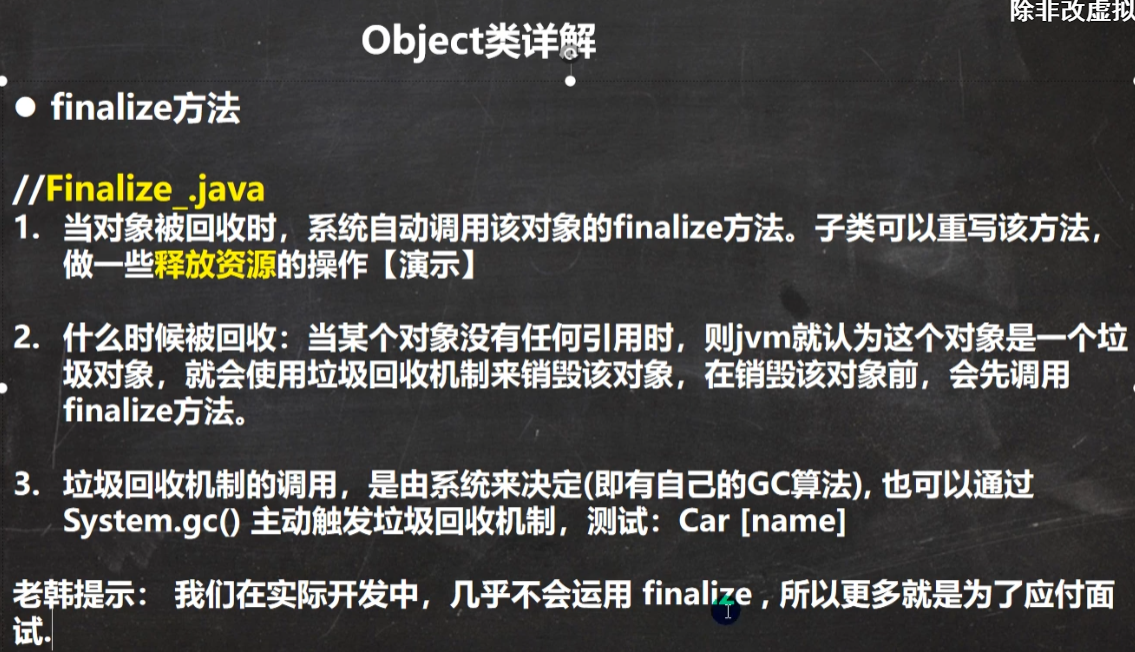 除非改虚拟
Object类详解
● finalize方法
//Finalize_.java
1. 当对象被回收时，系统自动调用该对象的finalize方法。子类可以重写该方法，
做一些释放资源的操作【演示】
2. 什么时候被回收：当某个对象没有任何引用时，则jvm就认为这个对象是一个垃
圾对象，就会使用垃圾回收机制来销毁该对象，在销毁该对象前，会先调用
finalize方法。
3. 垃圾回收机制的调用，是由系统来决定(即有自己的GC算法), 也可以通过
System.gc() 主动触发垃圾回收机制，测试：Car [name]
老韩提示： 我们在实际开发中，几乎不会运用 finalize , 所以更多就是为了应付面
试.